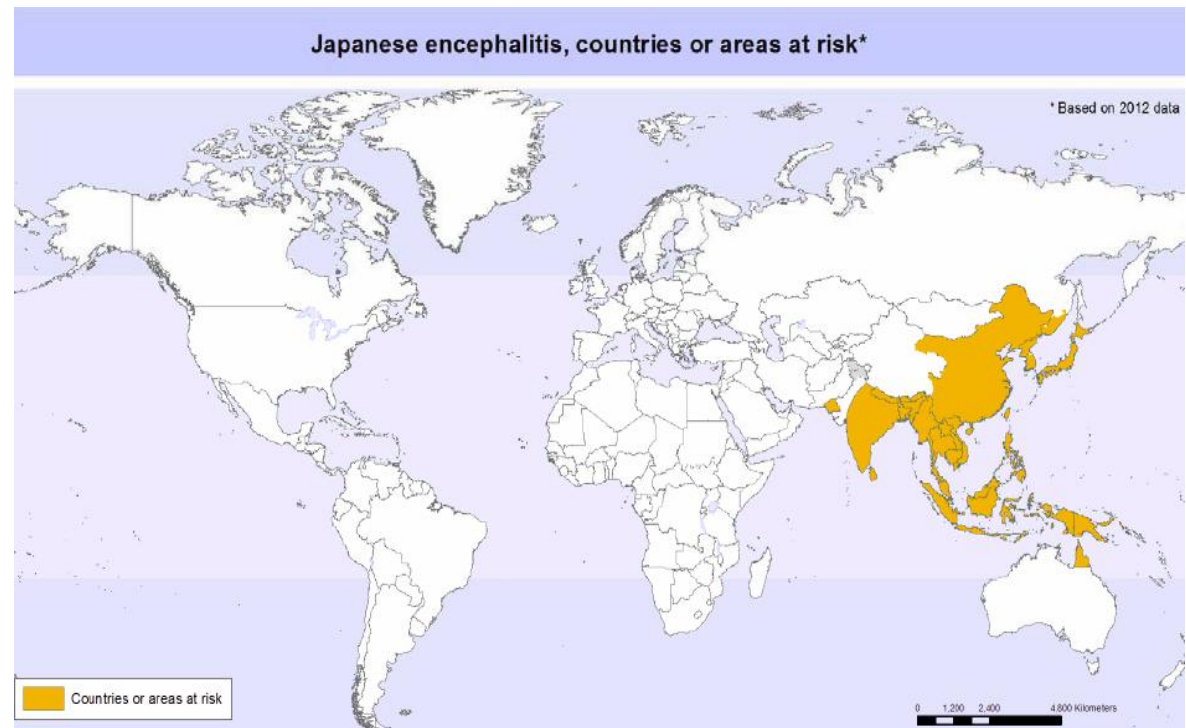 Japanese encephalitis, countries or areas at risk*
* Based on 2012 data
Countries or areas at risk
0 1,200 2,400 4,800 Kilometers